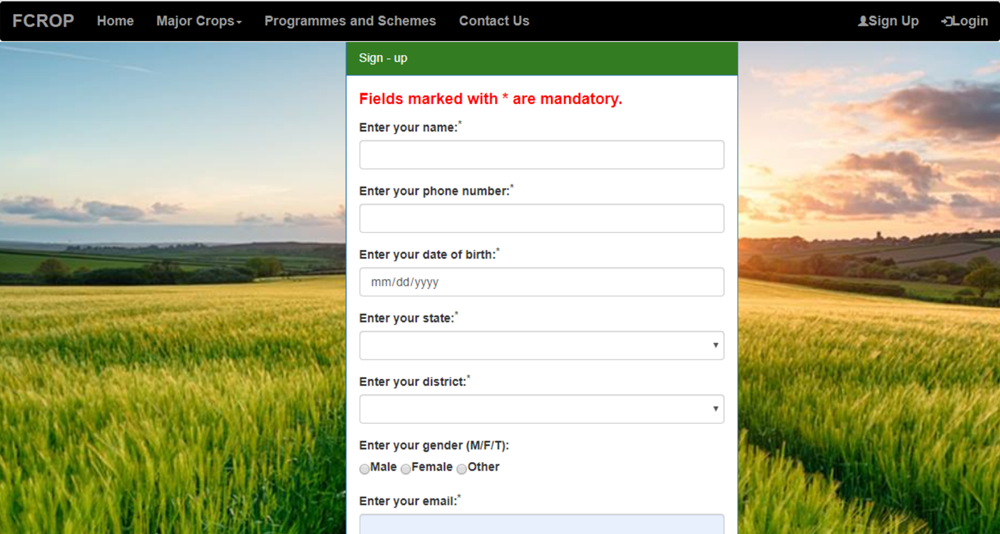 FCROP Home Major Crops Programmes and Schemes Contact Us Sign Up Login
Sign - up
Fields marked with * are mandatory.
Enter your name:*
Enter your phone number:*
Enter your date of birth:*
mm/dd/yyyy
Enter your state:*
Enter your district:*
Enter your gender (M/F/T):
Male Female Other
Enter your email:*